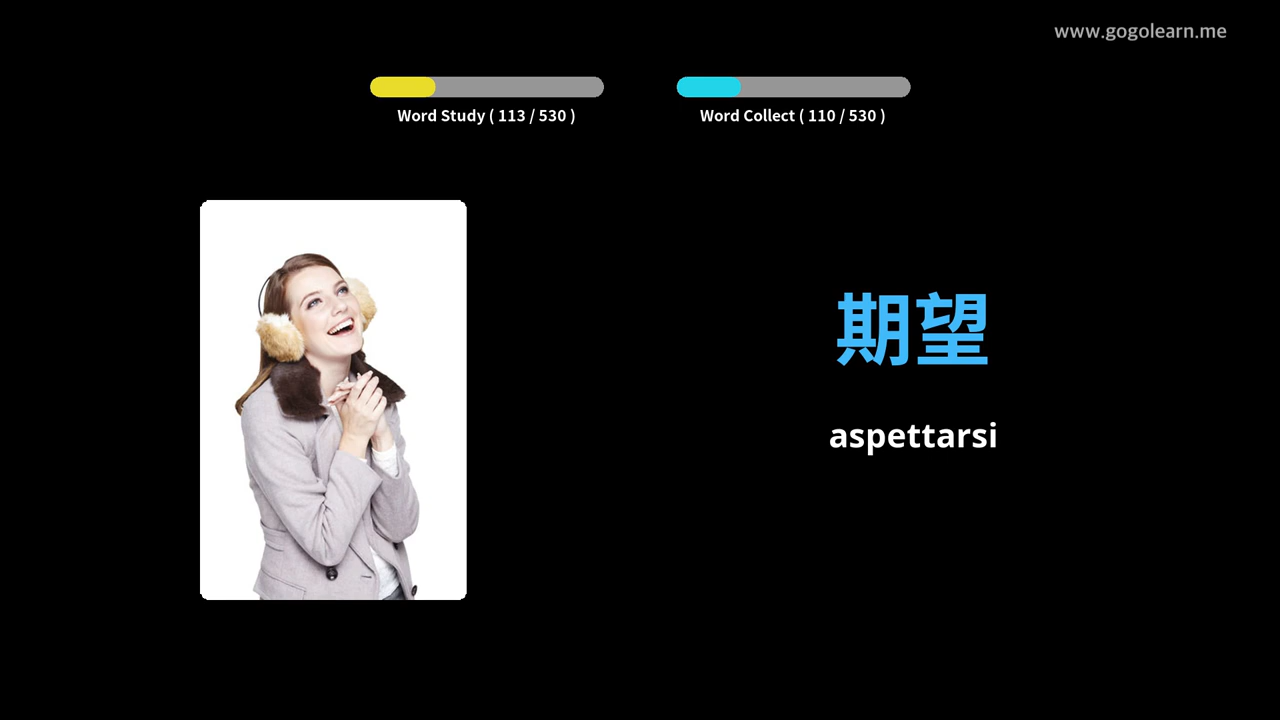 www.gogolearn.me
Word Study ( 113 / 530 )
Word Collect ( 110 / 530 )
期望
aspettarsi